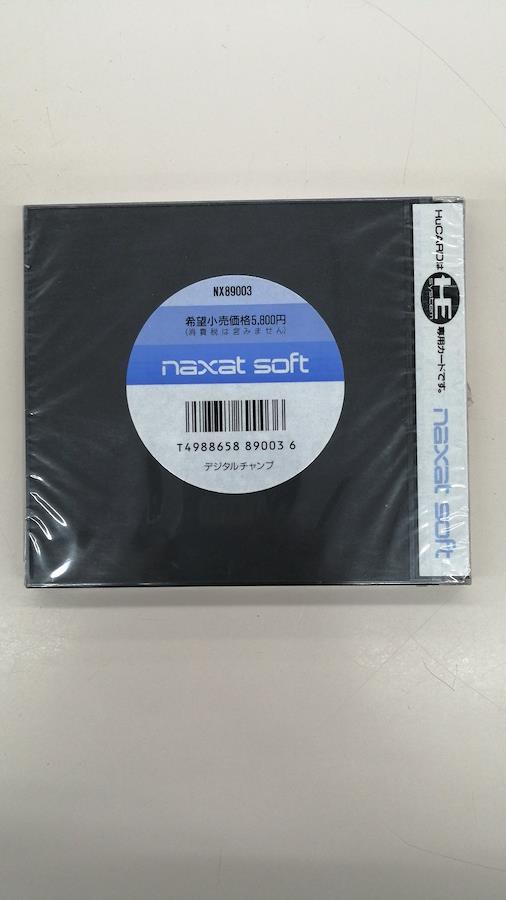 NX89003
希望小売価格5,800円
(消費税は含みません)
naxat soft
T4988658 89003 6
デジタルチャンプ
HuCARDは HE SYSTEM 専用カードです。
naxat soft